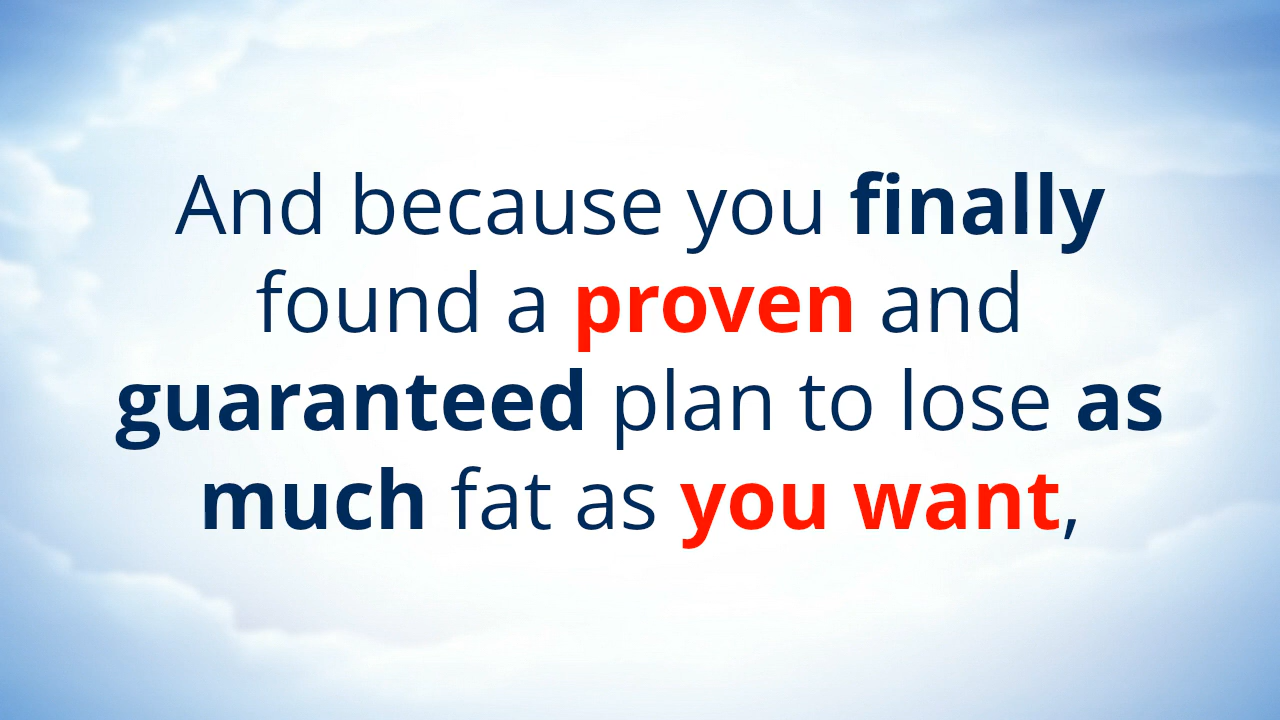 And because you finally
found a proven and
guaranteed plan to lose as
much fat as you want,